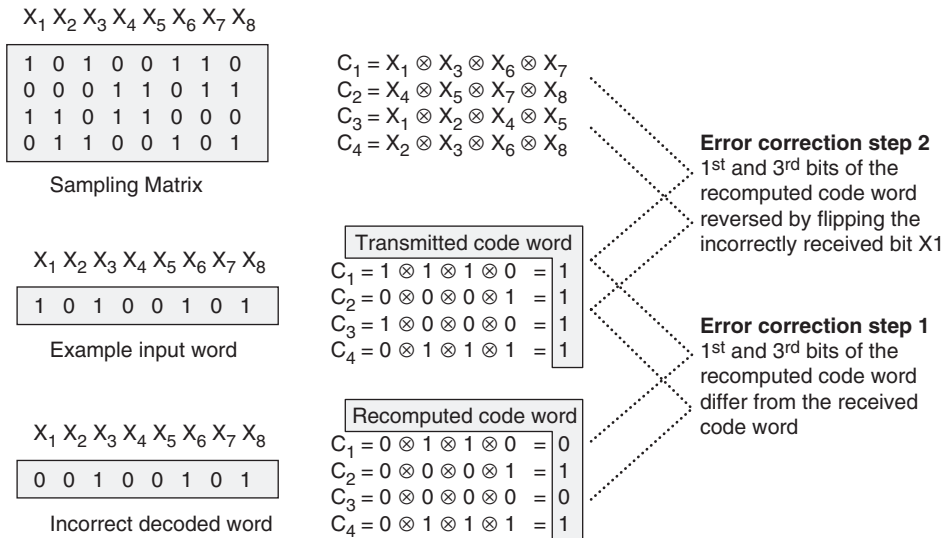 X1 X2 X3 X4 X5 X6 X7 X8
1 0 1 0 0 1 1 0
0 0 0 1 1 0 1 1
1 1 0 1 1 0 0 0
0 1 1 0 0 1 0 1
Sampling Matrix
C1 = X1 ⊗ X3 ⊗ X6 ⊗ X7
C2 = X4 ⊗ X5 ⊗ X7 ⊗ X8
C3 = X1 ⊗ X2 ⊗ X4 ⊗ X5
C4 = X2 ⊗ X3 ⊗ X6 ⊗ X8
Error correction step 2
1st and 3rd bits of the
recomputed code word
reversed by flipping the
incorrectly received bit X1
X1 X2 X3 X4 X5 X6 X7 X8
1 0 1 0 0 1 0 1
Example input word
Transmitted code word
C1 = 1 ⊗ 1 ⊗ 1 ⊗ 0 = 1
C2 = 0 ⊗ 0 ⊗ 0 ⊗ 1 = 1
C3 = 1 ⊗ 0 ⊗ 0 ⊗ 0 = 1
C4 = 0 ⊗ 1 ⊗ 1 ⊗ 1 = 1
Error correction step 1
1st and 3rd bits of the
recomputed code word
differ from the received
code word
X1 X2 X3 X4 X5 X6 X7 X8
0 0 1 0 0 1 0 1
Incorrect decoded word
Recomputed code word
C1 = 0 ⊗ 1 ⊗ 1 ⊗ 0 = 0
C2 = 0 ⊗ 0 ⊗ 0 ⊗ 1 = 1
C3 = 0 ⊗ 0 ⊗ 0 ⊗ 0 = 0
C4 = 0 ⊗ 1 ⊗ 1 ⊗ 1 = 1